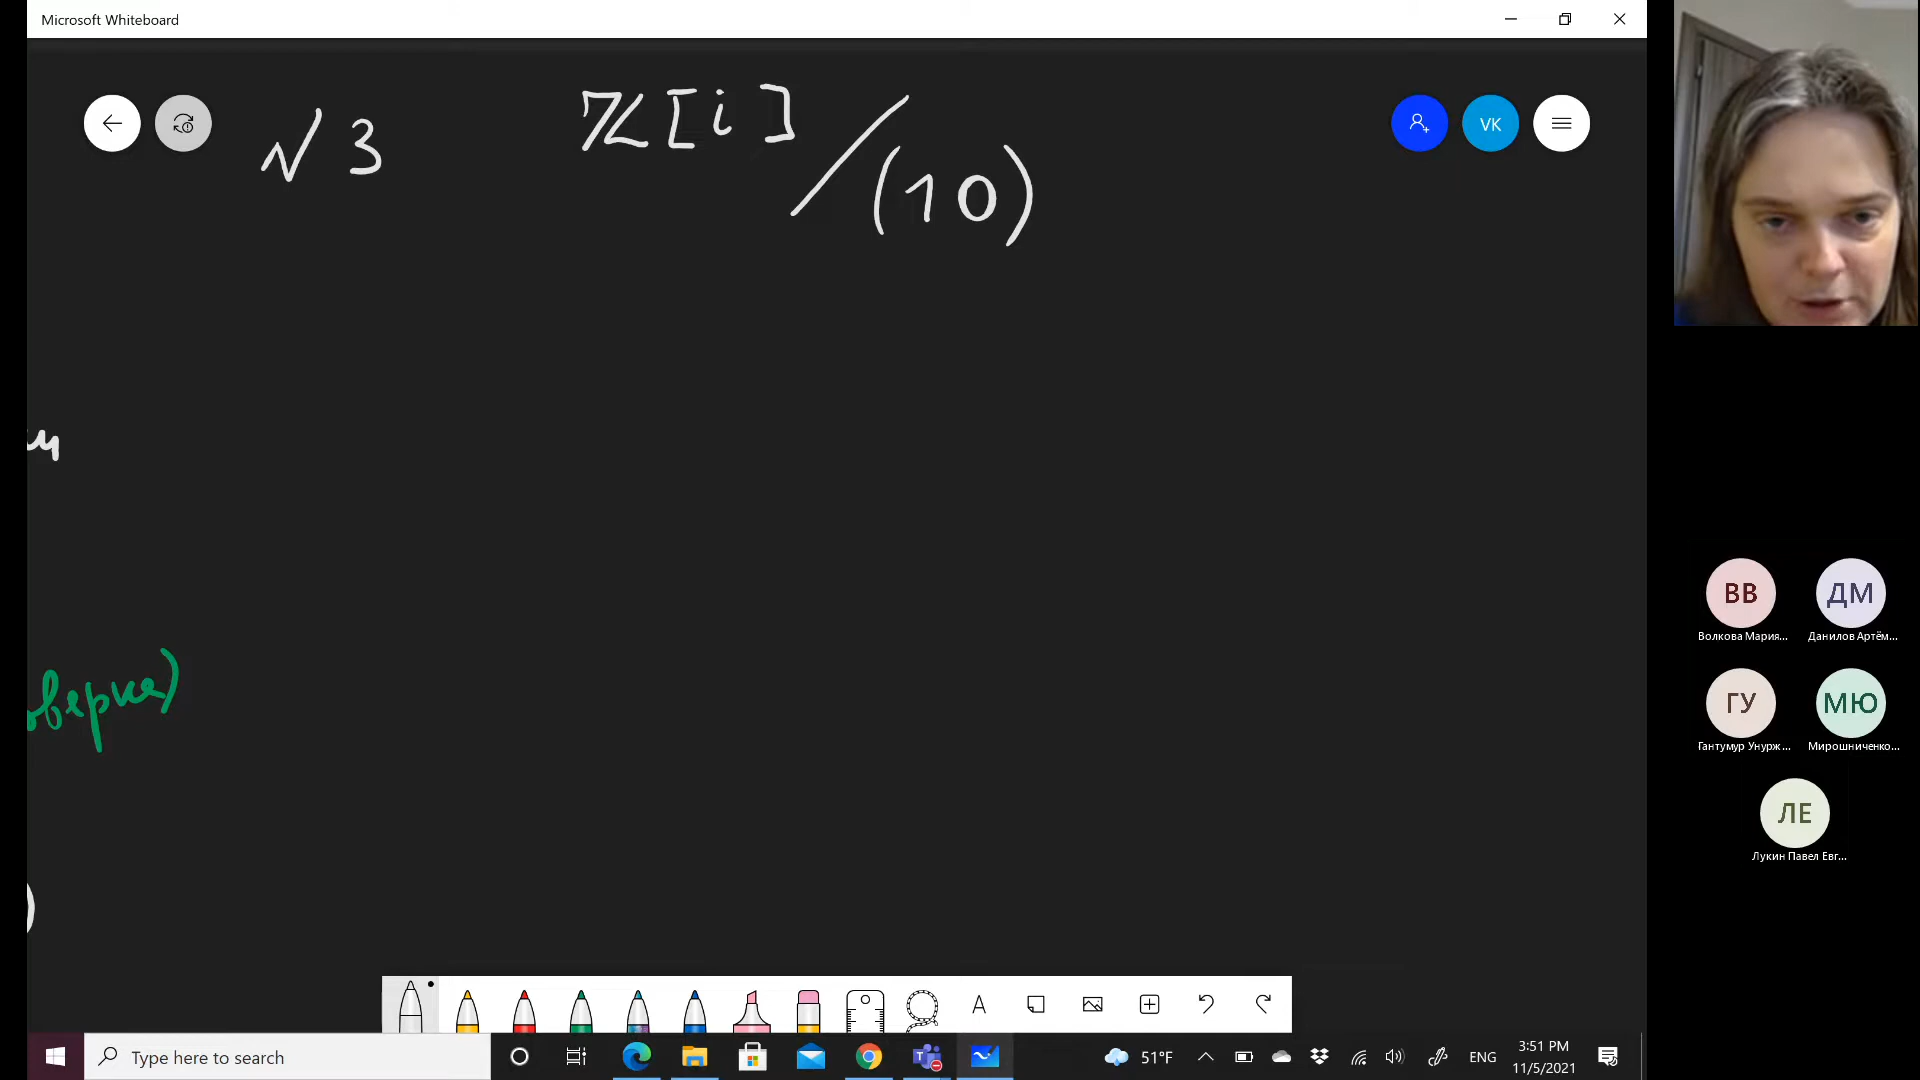 Microsoft Whiteboard
№ 3 ℤ[i]/(10)
VK
оверка)
)
ВВ
ДМ
Волкова Мария...
Данилов Артём...
ГУ
МЮ
Гантумур Унурж...
Мирошниченко...
ЛЕ
Лукин Павел Евг...
A
Type here to search
51°F
ENG
3:51 PM
11/5/2021